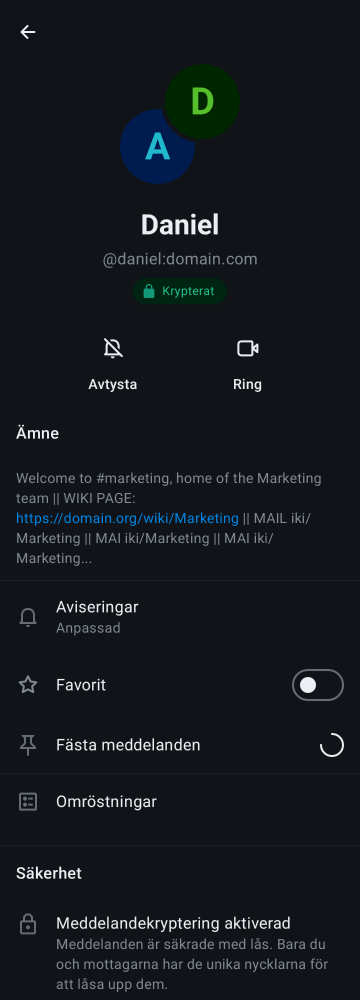 D
A
Daniel
@daniel:domain.com
Krypterat
Avtysta
Ring
Ämne
Welcome to #marketing, home of the Marketing
team || WIKI PAGE:
https://domain.org/wiki/Marketing || MAIL iki/
Marketing || MAI iki/Marketing || MAI iki/
Marketing...
Aviseringar
Anpassad
Favorit
Fästa meddelanden
Omröstningar
Säkerhet
Meddelandekryptering aktiverad
Meddelanden är säkrade med lås. Bara du
och mottagarna har de unika nycklarna för
att låsa upp dem.